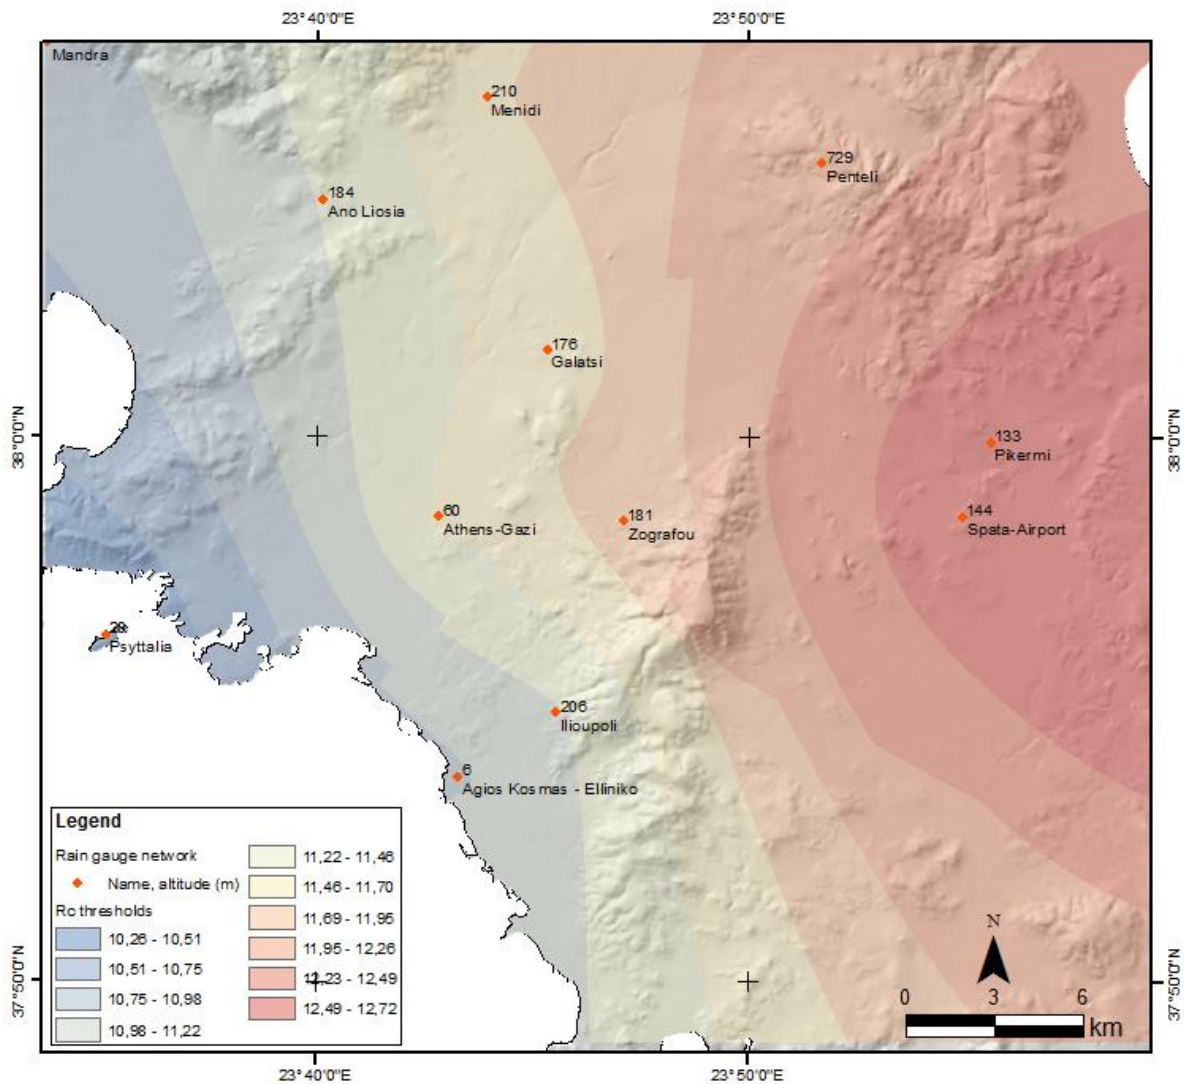 23°40'0"E
23°50'0"E
Mandra
210
Menidi
729
Penteli
184
Ano Liosia
176
Galatsi
38°0'0"N
38°0'0"N
133
Pikermi
60
Athens-Gazi
181
Zografou
144
Spata-Airport
Psyttalia
206
Ilioupoli
6
Agios Kosmas - Elliniko
Legend
Rain gauge network
Name, altitude (m)
Rc thresholds
10,26 - 10,51
10,51 - 10,75
10,75 - 10,98
10,98 - 11,22
11,22 - 11,46
11,46 - 11,70
11,69 - 11,95
11,95 - 12,26
12,23 - 12,49
12,49 - 12,72
N
0 3 6
km
37°50'0"N
37°50'0"N
23°40'0"E
23°50'0"E